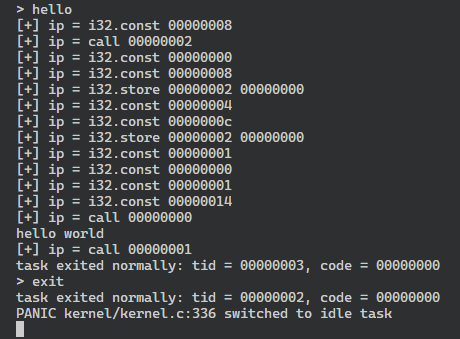 > hello
[+] ip = i32.const 00000008
[+] ip = call 00000002
[+] ip = i32.const 00000000
[+] ip = i32.const 00000008
[+] ip = i32.store 00000002 00000000
[+] ip = i32.const 00000004
[+] ip = i32.const 0000000c
[+] ip = i32.store 00000002 00000000
[+] ip = i32.const 00000001
[+] ip = i32.const 00000000
[+] ip = i32.const 00000001
[+] ip = i32.const 00000014
[+] ip = call 00000000
hello world
[+] ip = call 00000001
task exited normally: tid = 00000003, code = 00000000
> exit
task exited normally: tid = 00000002, code = 00000000
PANIC kernel/kernel.c:336 switched to idle task